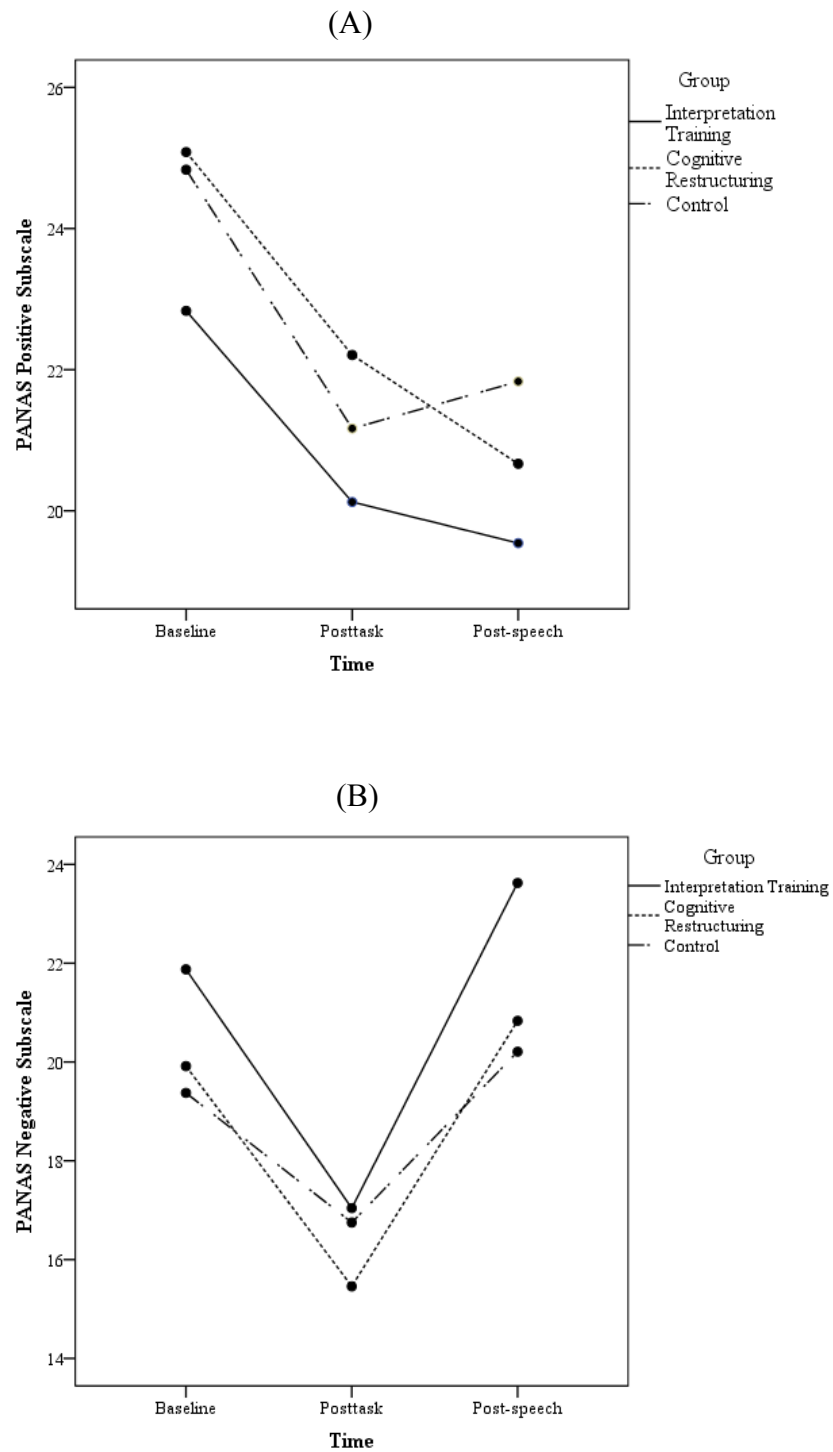 (A)
26
24
22
20
PANAS Positive Subscale
Baseline
Posttask
Post-speech
Time
Group
Interpretation
Training
Cognitive
Restructuring
Control
(B)
24
22
20
18
16
14
PANAS Negative Subscale
Baseline
Posttask
Post-speech
Time
Group
Interpretation Training
Cognitive
Restructuring
Control